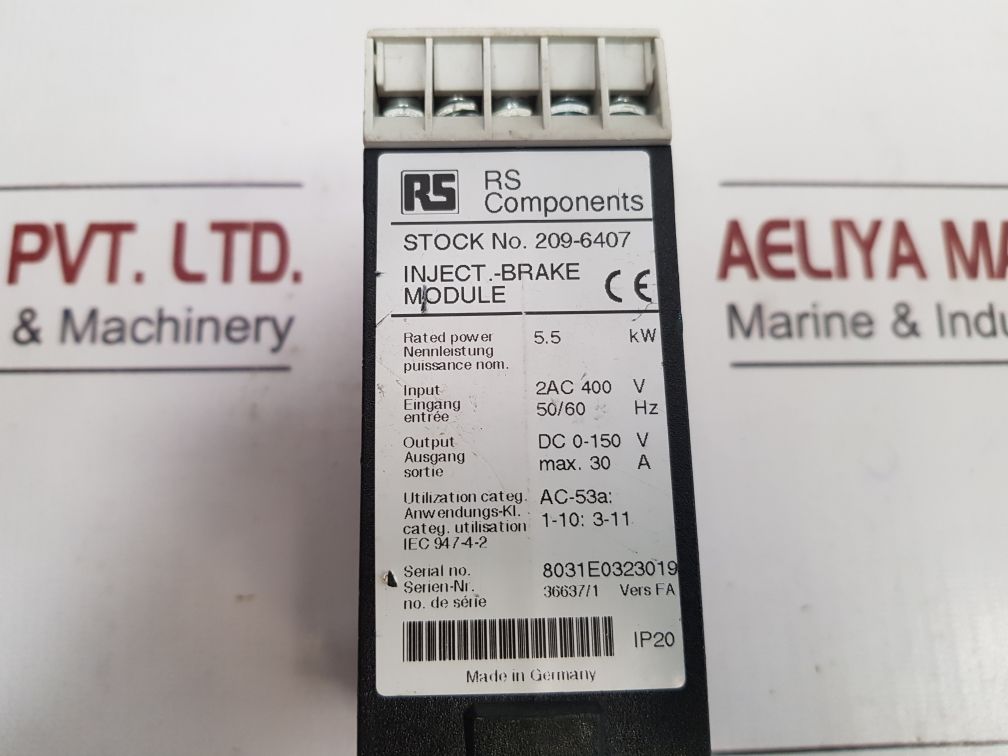 RS
RS
Components
STOCK No. 209-6407
INJECT.-BRAKE
MODULE
CE
Rated power 5.5 kW
Nennleistung
puissance nom.
Input 2AC 400 V
Eingang 50/60 Hz
entrée
Output DC 0-150 V
Ausgang max. 30 A
sortie
Utilization categ. AC-53a:
Anwendungs-Kl. 1-10: 3-11
categ. utilisation
IEC 947-4-2
Serial no. 8031E0323019
Serien-Nr. 36637/1 Vers FA
no. de série
IP20
Made in Germany
PVT. LTD.
& Machinery
AELIYA MA
Marine & Indu